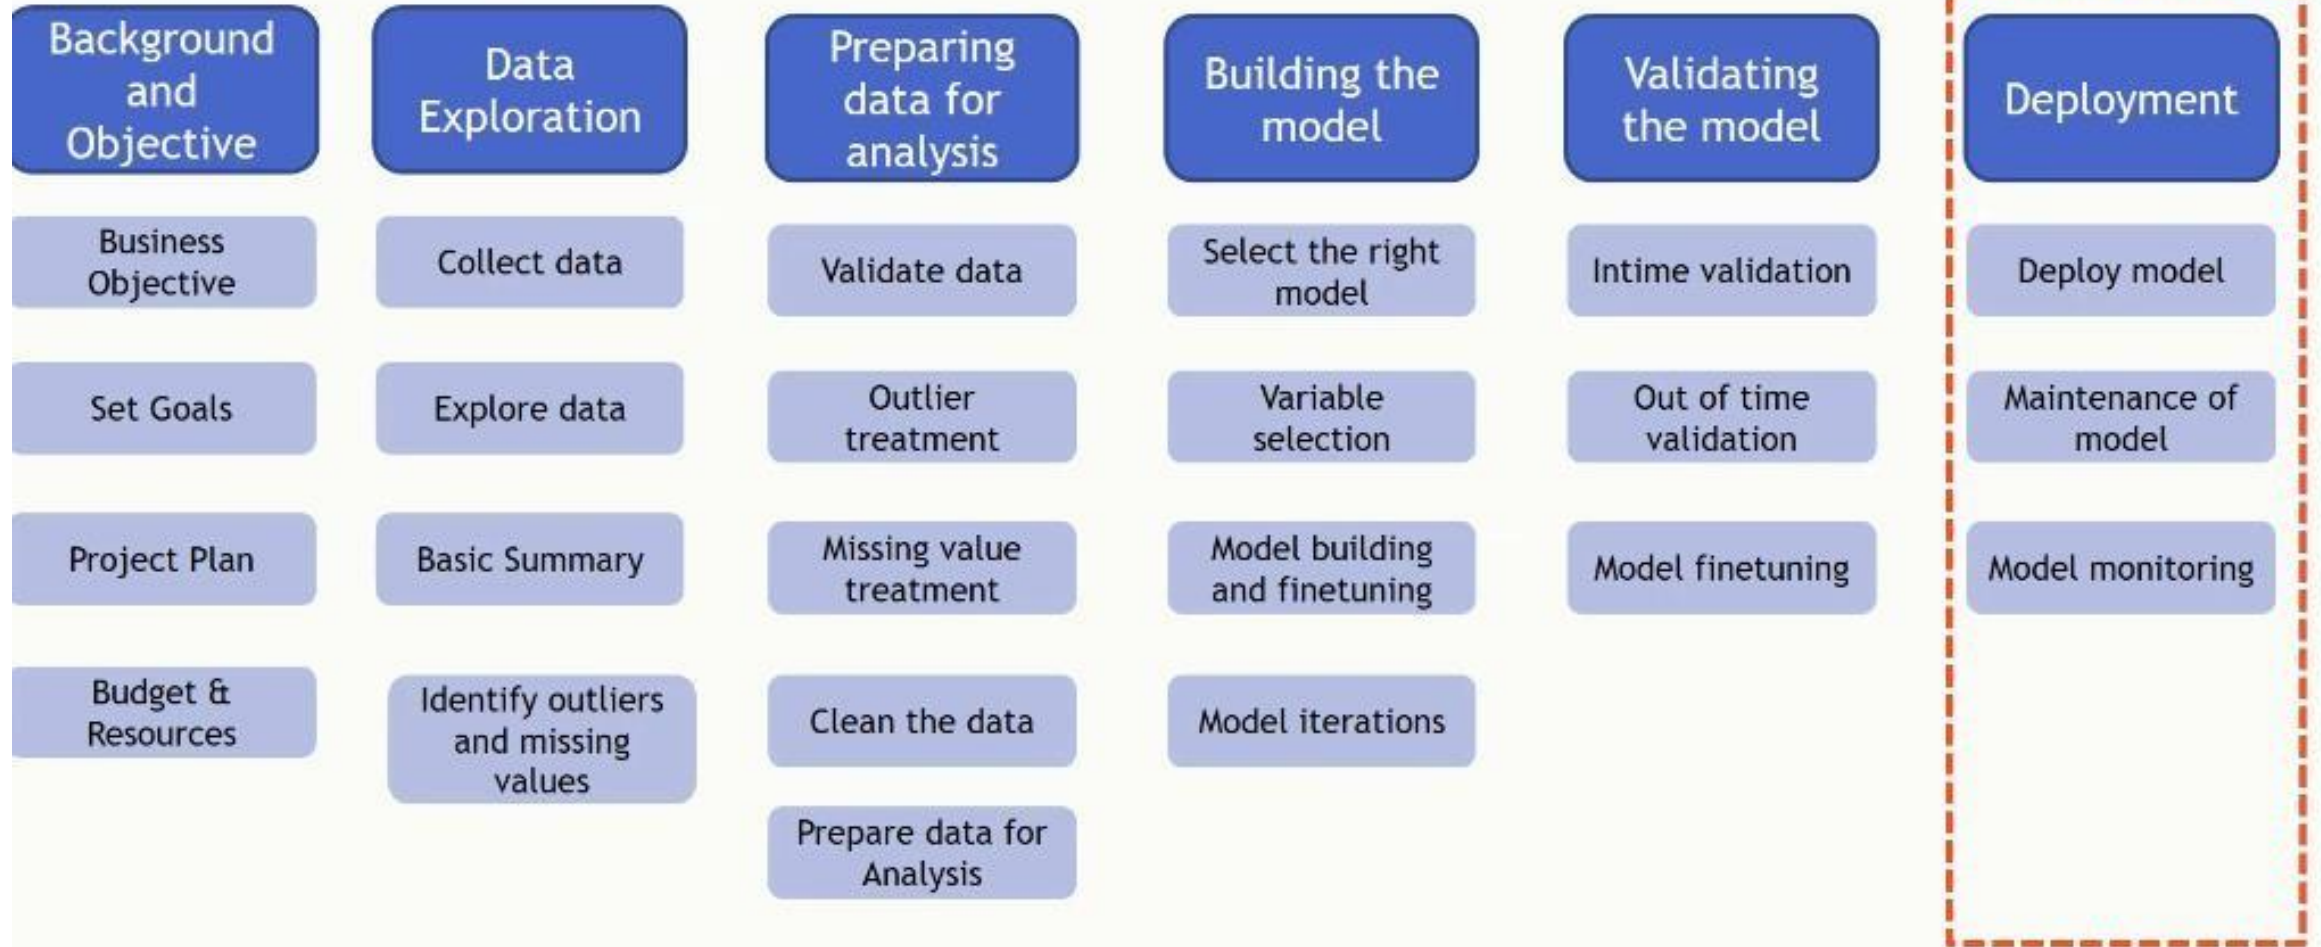 Background
and
Objective
Business
Objective
Set Goals
Project Plan
Budget &
Resources
Data
Exploration
Collect data
Explore data
Basic Summary
Identify outliers
and missing
values
Preparing
data for
analysis
Validate data
Outlier
treatment
Missing value
treatment
Clean the data
Prepare data for
Analysis
Building the
model
Select the right
model
Variable
selection
Model building
and finetuning
Model iterations
Validating
the model
Intime validation
Out of time
validation
Model finetuning
Deployment
Deploy model
Maintenance of
model
Model monitoring